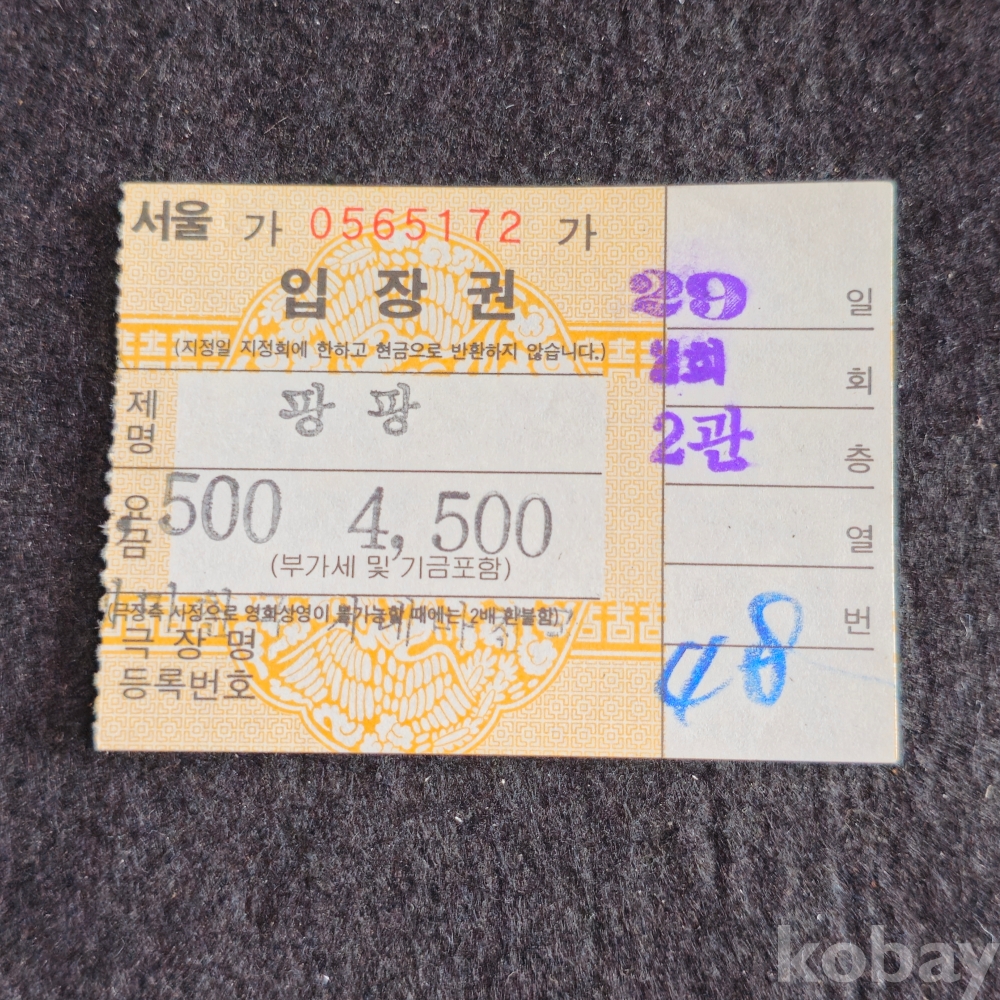 서울 가 0565172 가
입장권
(지정일 지정회에 한하고 현금으로 반환하지 않습니다.)
제명 팡팡
요금 ,500 4,500
(부가세 및 기금포함)
(극장측 사정으로 영화상영이 불가능할 때에는 2배 환불함)
극장명
등록번호
29 일
회
2관 층
열
48 번
kobay